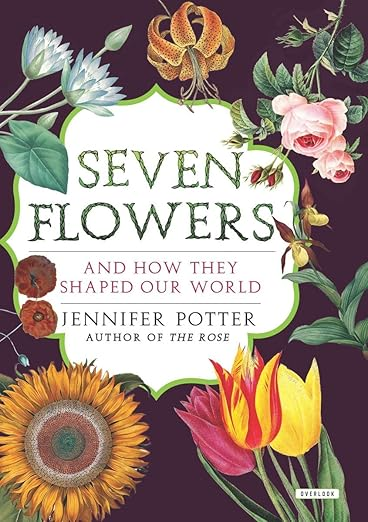 SEVEN
FLOWERS
AND HOW THEY
SHAPED OUR WORLD
JENNIFER POTTER
AUTHOR OF THE ROSE
OVERLOOK